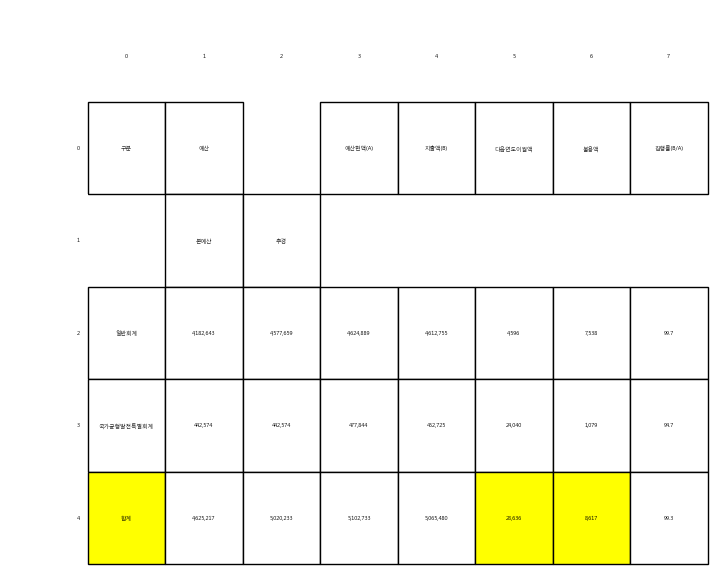 0 1 2 3 4 5 6 7
0 구분 예산 예산현액(A) 지출액(B) 다음연도이월액 불용액 집행률(B/A)
1 본예산 추경
2 일반회계 4,182,643 4,577,659 4,624,889 4,612,755 4,596 7,538 99.7
3 국가균형발전특별회계 442,574 442,574 477,844 452,725 24,040 1,079 94.7
4 합계 4,625,217 5,020,233 5,102,733 5,065,480 28,636 8,617 99.3